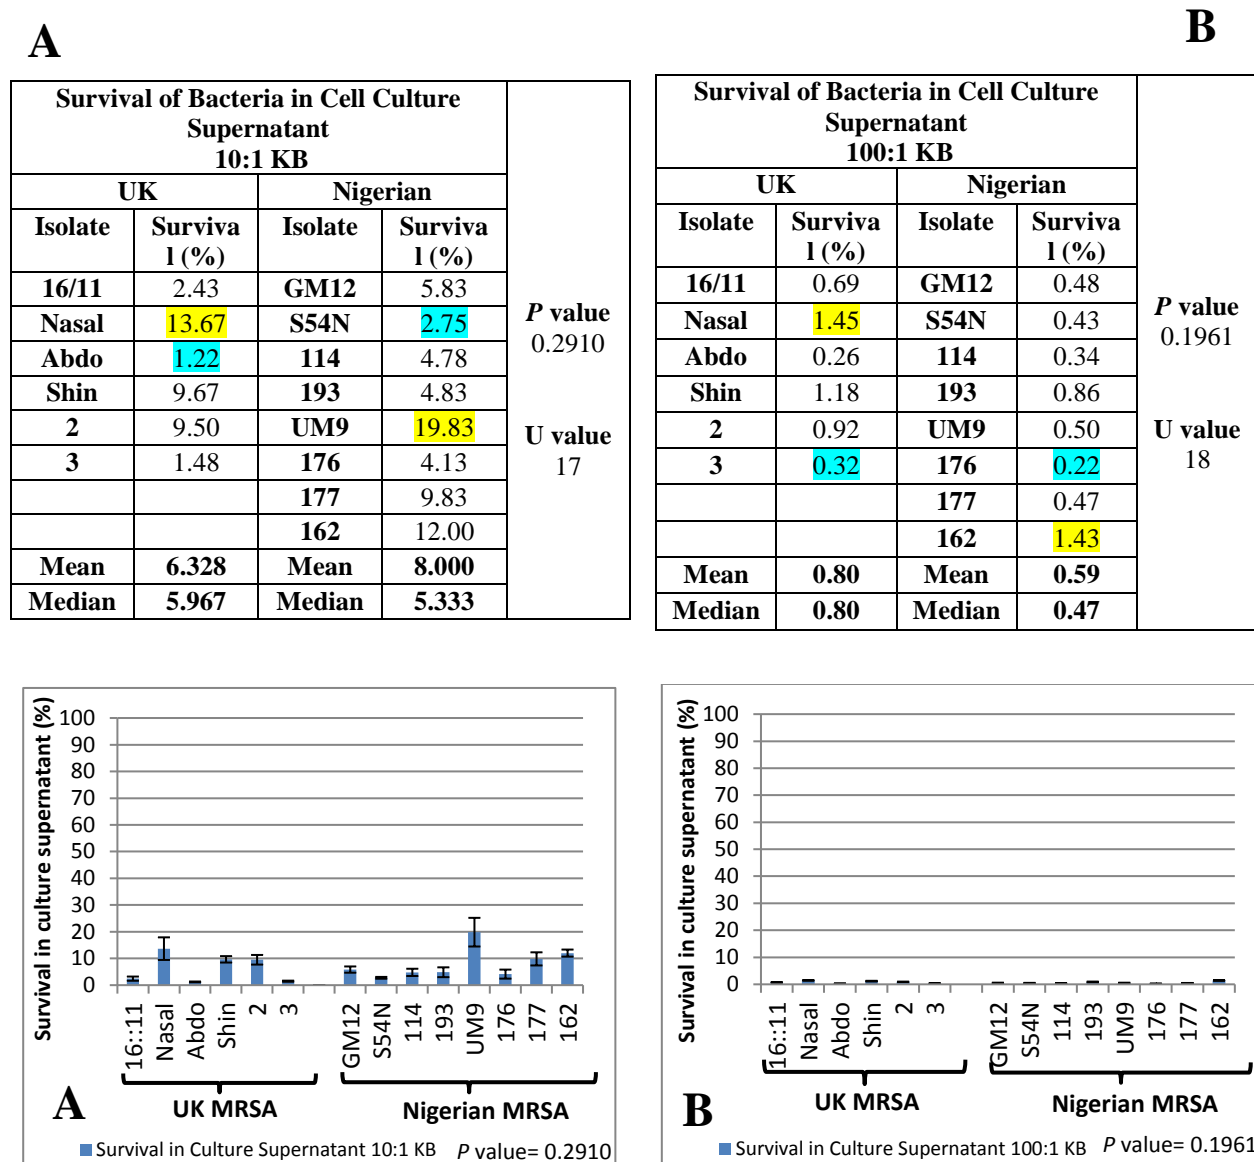 A
B
Survival of Bacteria in Cell Culture
Supernatant
10:1 KB
UK Nigerian
Isolate Surviva Isolate Surviva
l (%) l (%)
16/11 2.43 GM12 5.83
Nasal 13.67 S54N 2.75
Abdo 1.22 114 4.78
Shin 9.67 193 4.83
2 9.50 UM9 19.83
3 1.48 176 4.13
177 9.83
162 12.00
Mean 6.328 Mean 8.000
Median 5.967 Median 5.333
P value
0.2910
U value
17
Survival of Bacteria in Cell Culture
Supernatant
100:1 KB
UK Nigerian
Isolate Surviva Isolate Surviva
l (%) l (%)
16/11 0.69 GM12 0.48
Nasal 1.45 S54N 0.43
Abdo 0.26 114 0.34
Shin 1.18 193 0.86
2 0.92 UM9 0.50
3 0.32 176 0.22
177 0.47
162 1.43
Mean 0.80 Mean 0.59
Median 0.80 Median 0.47
P value
0.1961
U value
18
Survival in culture supernatant (%)
100
90
80
70
60
50
40
30
20
10
0
16::11
Nasal
Abdo
Shin
2
3
GM12
S54N
114
193
UM9
176
177
162
UK MRSA
Nigerian MRSA
A
Survival in Culture Supernatant 10:1 KB P value= 0.2910
Survival in culture supernatant (%)
100
90
80
70
60
50
40
30
20
10
0
16::11
Nasal
Abdo
Shin
2
3
GM12
S54N
114
193
UM9
176
177
162
UK MRSA
Nigerian MRSA
B
Survival in Culture Supernatant 100:1 KB P value= 0.1961